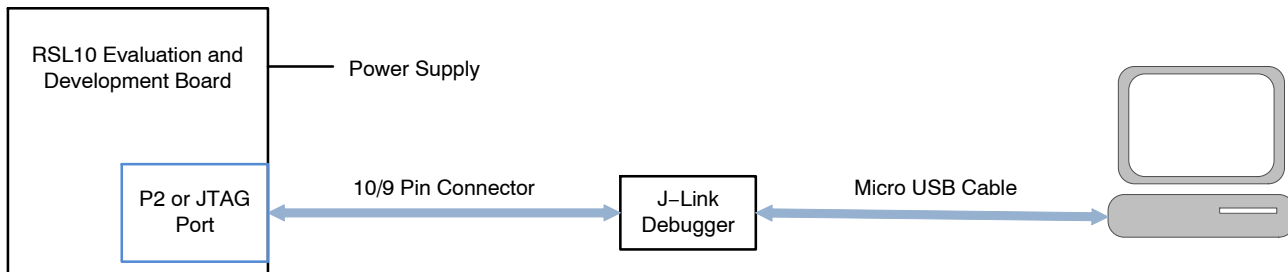 RSL10 Evaluation and
Development Board
Power Supply
P2 or JTAG
Port
10/9 Pin Connector
J−Link
Debugger
Micro USB Cable